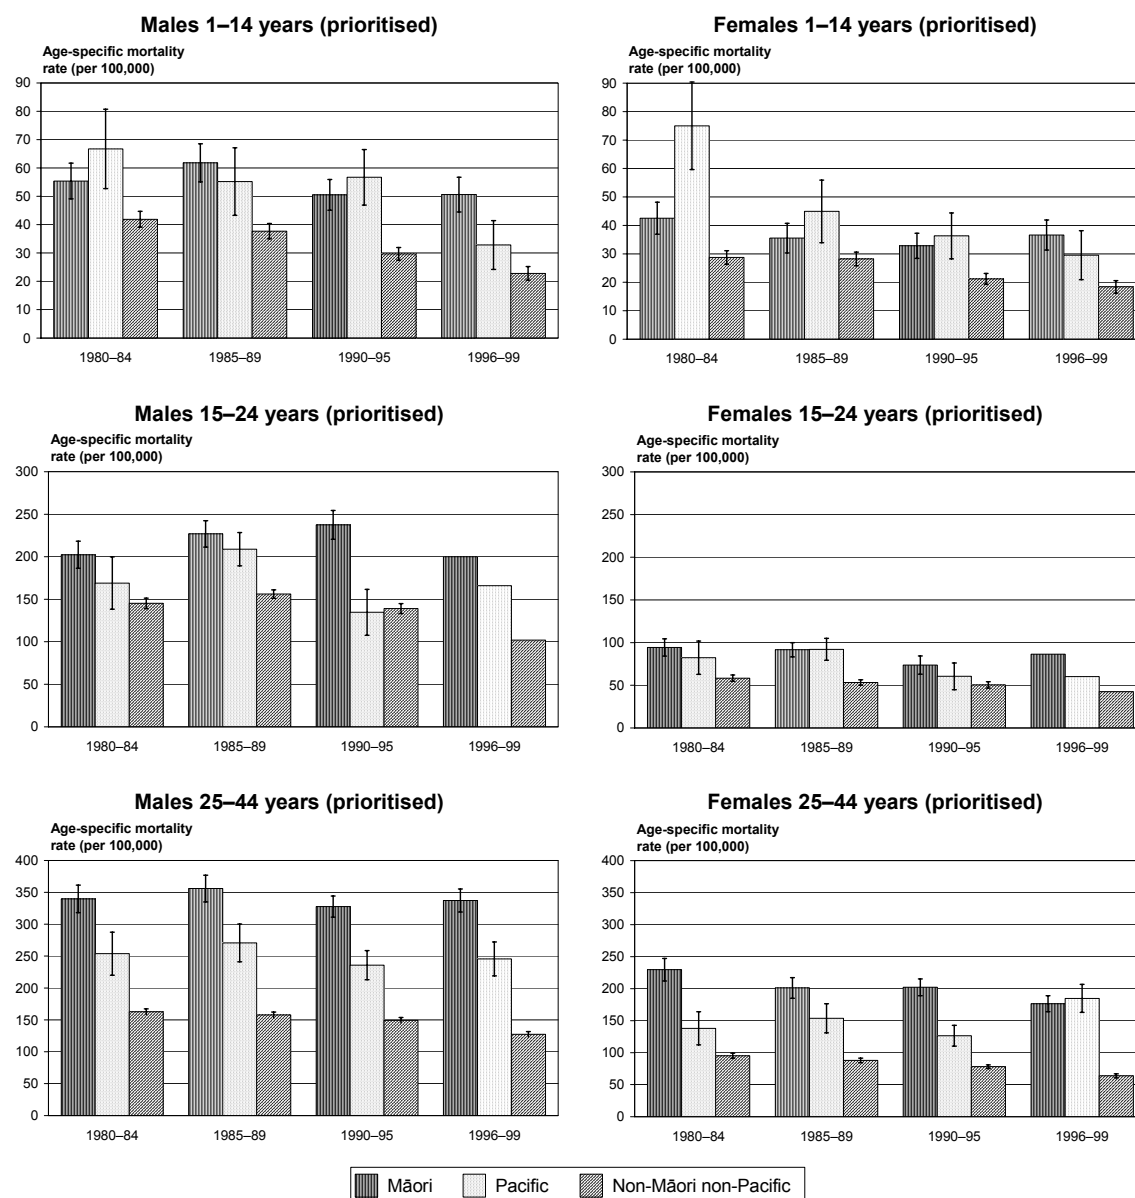 Males 1–14 years (prioritised)
Age-specific mortality
rate (per 100,000)
90
80
70
60
50
40
30
20
10
0
1980–84 1985–89 1990–95 1996–99
Females 1–14 years (prioritised)
Age-specific mortality
rate (per 100,000)
90
80
70
60
50
40
30
20
10
0
1980–84 1985–89 1990–95 1996–99
Males 15–24 years (prioritised)
Age-specific mortality
rate (per 100,000)
300
250
200
150
100
50
0
1980–84 1985–89 1990–95 1996–99
Females 15–24 years (prioritised)
Age-specific mortality
rate (per 100,000)
300
250
200
150
100
50
0
1980–84 1985–89 1990–95 1996–99
Males 25–44 years (prioritised)
Age-specific mortality
rate (per 100,000)
400
350
300
250
200
150
100
50
0
1980–84 1985–89 1990–95 1996–99
Females 25–44 years (prioritised)
Age-specific mortality
rate (per 100,000)
400
350
300
250
200
150
100
50
0
1980–84 1985–89 1990–95 1996–99
Māori Pacific Non-Māori non-Pacific